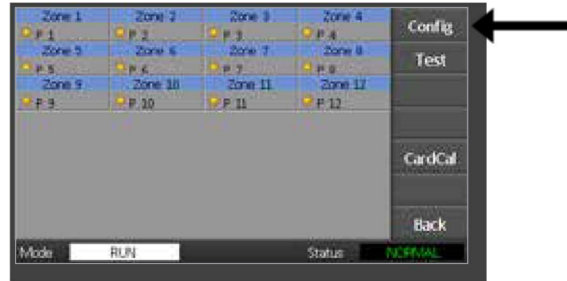 Zone 1 Zone 2 Zone 3 Zone 4 Config
P 1 P 2 P 3 P 4
Zone 5 Zone 6 Zone 7 Zone 8 Test
P 5 P 6 P 7 P 8
Zone 9 Zone 10 Zone 11 Zone 12
P 9 P 10 P 11 P 12
CardCal
Back
Mode RUN Status NORMAL